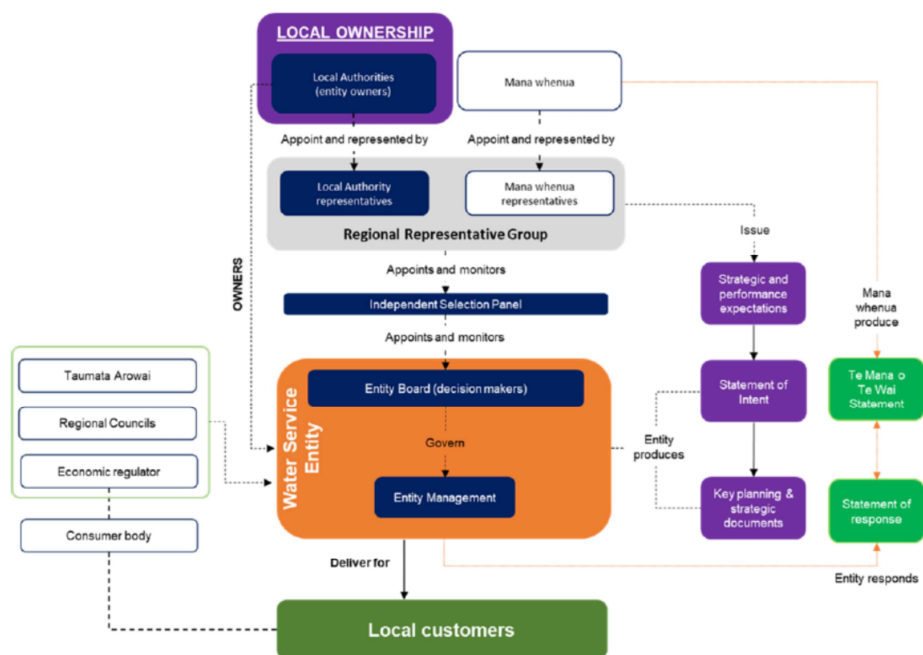 LOCAL OWNERSHIP
Local Authorities
(entity owners)
Mana whenua
Appoint and represented by
Appoint and represented by
Local Authority
representatives
Mana whenua
representatives
Regional Representative Group
Issue
Appoints and monitors
Strategic and
performance
expectations
OWNERS
Independent Selection Panel
Mana
whenua
produce
Appoints and monitors
Taumata Arowai
Regional Councils
Economic regulator
Consumer body
Water Service
Entity
Entity Board (decision makers)
Govern
Entity Management
Entity
produces
Statement of
Intent
Te Mana o
Te Wai
Statement
Key planning &
strategic
documents
Statement of
response
Deliver for
Entity responds
Local customers